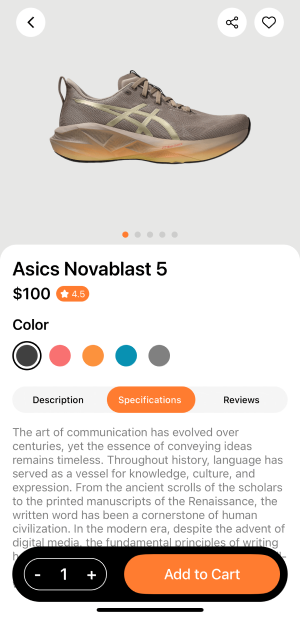 Asics Novablast 5
$100
4.5
Color
Description
Specifications
Reviews
The art of communication has evolved over
centuries, yet the essence of conveying ideas
remains timeless. Throughout history, language has
served as a vessel for knowledge, culture, and
expression. From the ancient scrolls of the scholars
to the printed manuscripts of the Renaissance, the
written word has been a cornerstone of human
civilization. In the modern era, despite the advent of
digital media, the fundamental principles of writing
- 1 +
Add to Cart